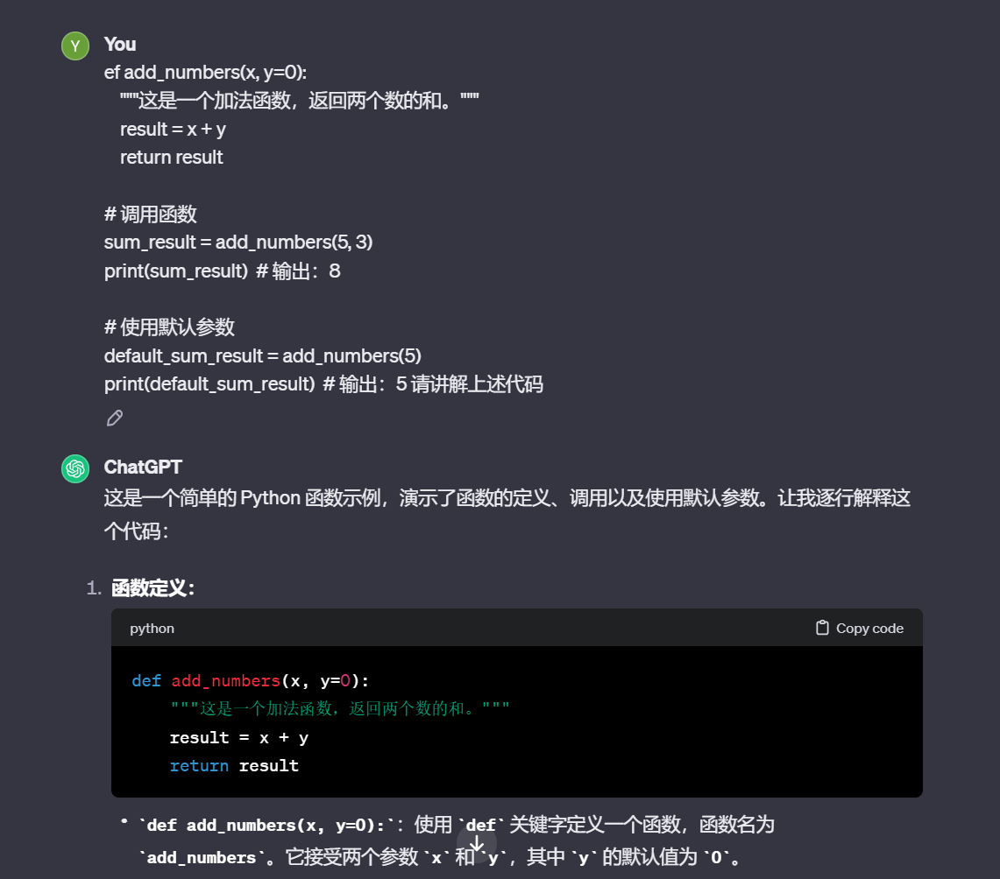 Y
You
ef add_numbers(x, y=0):
"""这是一个加法函数，返回两个数的和。"""
result = x + y
return result
# 调用函数
sum_result = add_numbers(5, 3)
print(sum_result)  # 输出：8
# 使用默认参数
default_sum_result = add_numbers(5)
print(default_sum_result)  # 输出：5 请讲解上述代码
ChatGPT
这是一个简单的 Python 函数示例，演示了函数的定义、调用以及使用默认参数。让我逐行解释这
个代码：
1. 函数定义：
python Copy code
def add_numbers(x, y=0):
"""这是一个加法函数，返回两个数的和。"""
result = x + y
return result
• `def add_numbers(x, y=0):`：使用 `def` 关键字定义一个函数，函数名为
`add_numbers`。它接受两个参数 `x` 和 `y`，其中 `y` 的默认值为 `0`。